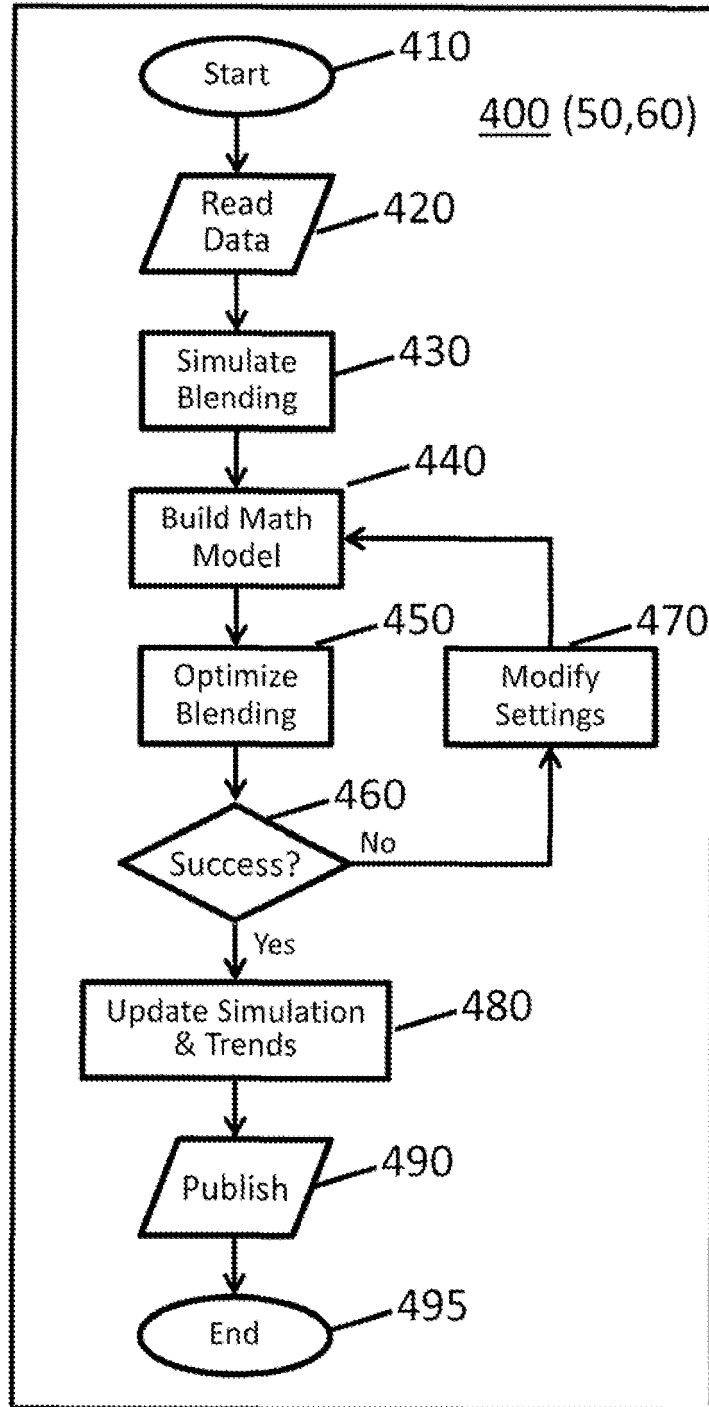 Start
410
400 (50,60)
Read
Data
420
Simulate
Blending
430
440
Build Math
Model
450
Optimize
Blending
470
Modify
Settings
460
Success?
No
Yes
Update Simulation
& Trends
480
Publish
490
End
495